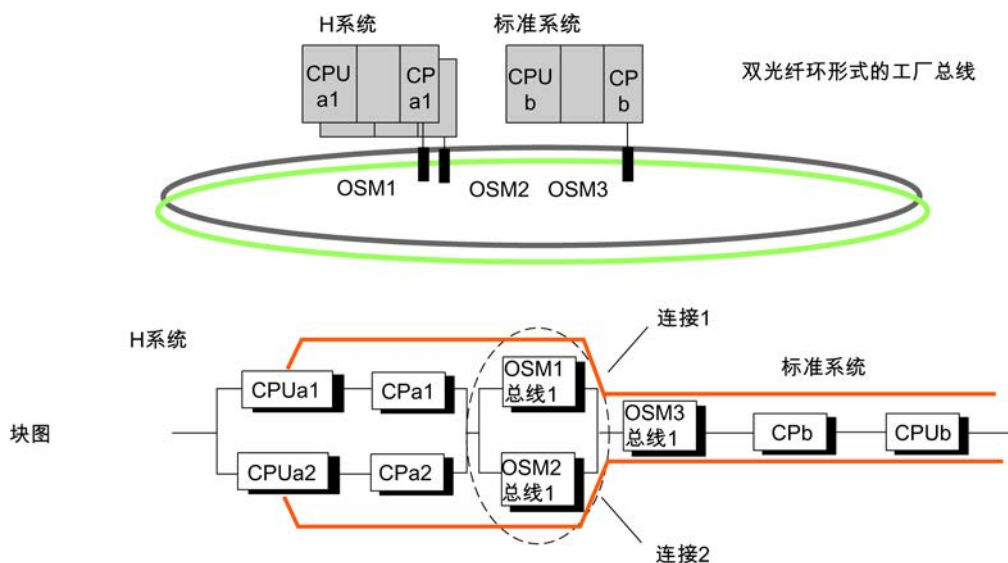 H系统
标准系统
CPU
a1
CP
a1
CPU
b
CP
b
双光纤环形式的工厂总线
OSM1
OSM2
OSM3
连接1
H系统
标准系统
CPUa1
CPa1
OSM1
总线1
OSM3
总线1
CPb
CPUb
块图
CPUa2
CPa2
OSM2
总线1
连接2